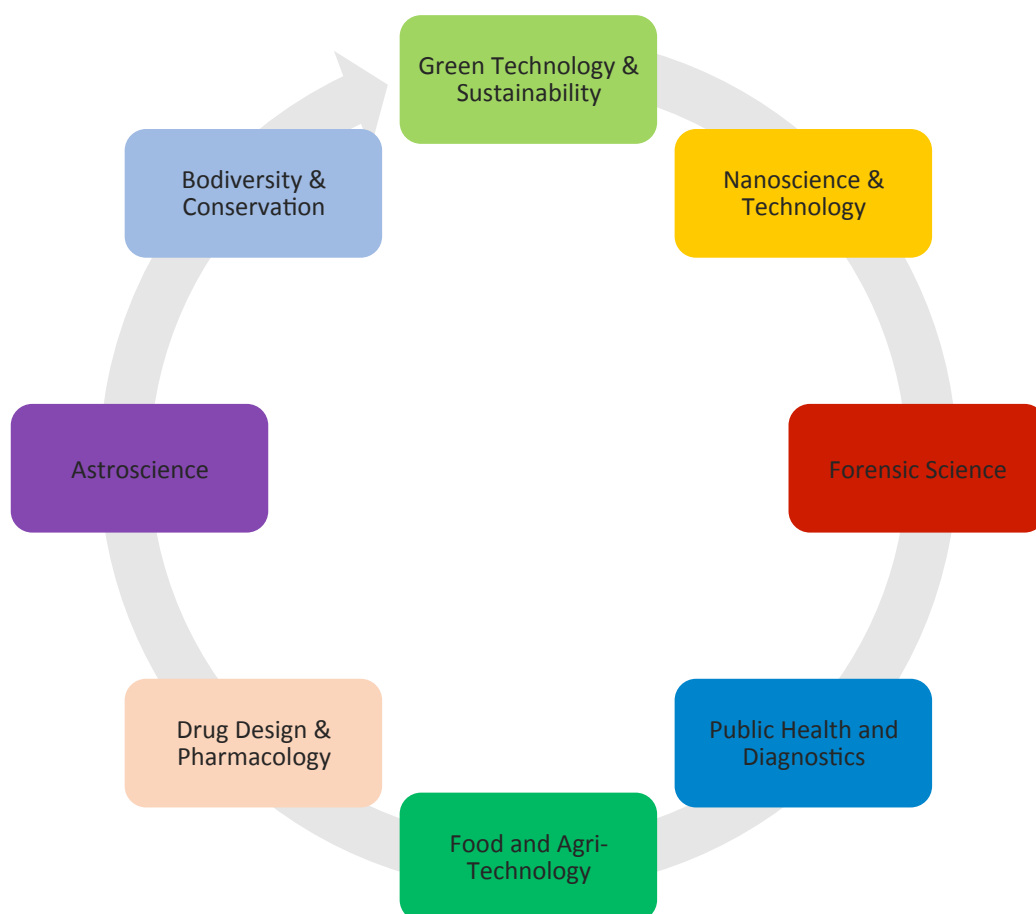 Green Technology &
Sustainability
Nanoscience &
Technology
Forensic Science
Public Health and
Diagnostics
Food and Agri-
Technology
Drug Design &
Pharmacology
Astroscience
Bodiversity &
Conservation